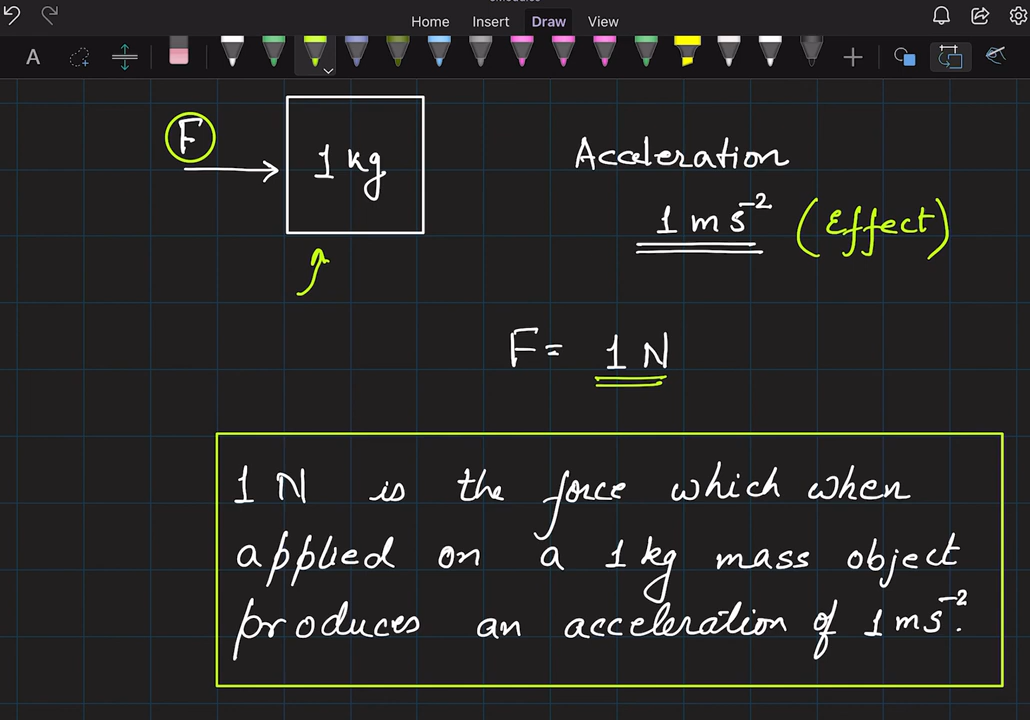 Home Insert Draw View
A
F
1 kg
Acceleration
1 m s⁻² (Effect)
F = 1 N
1 N is the force which when
applied on a 1 kg mass object
produces an acceleration of 1 ms⁻².